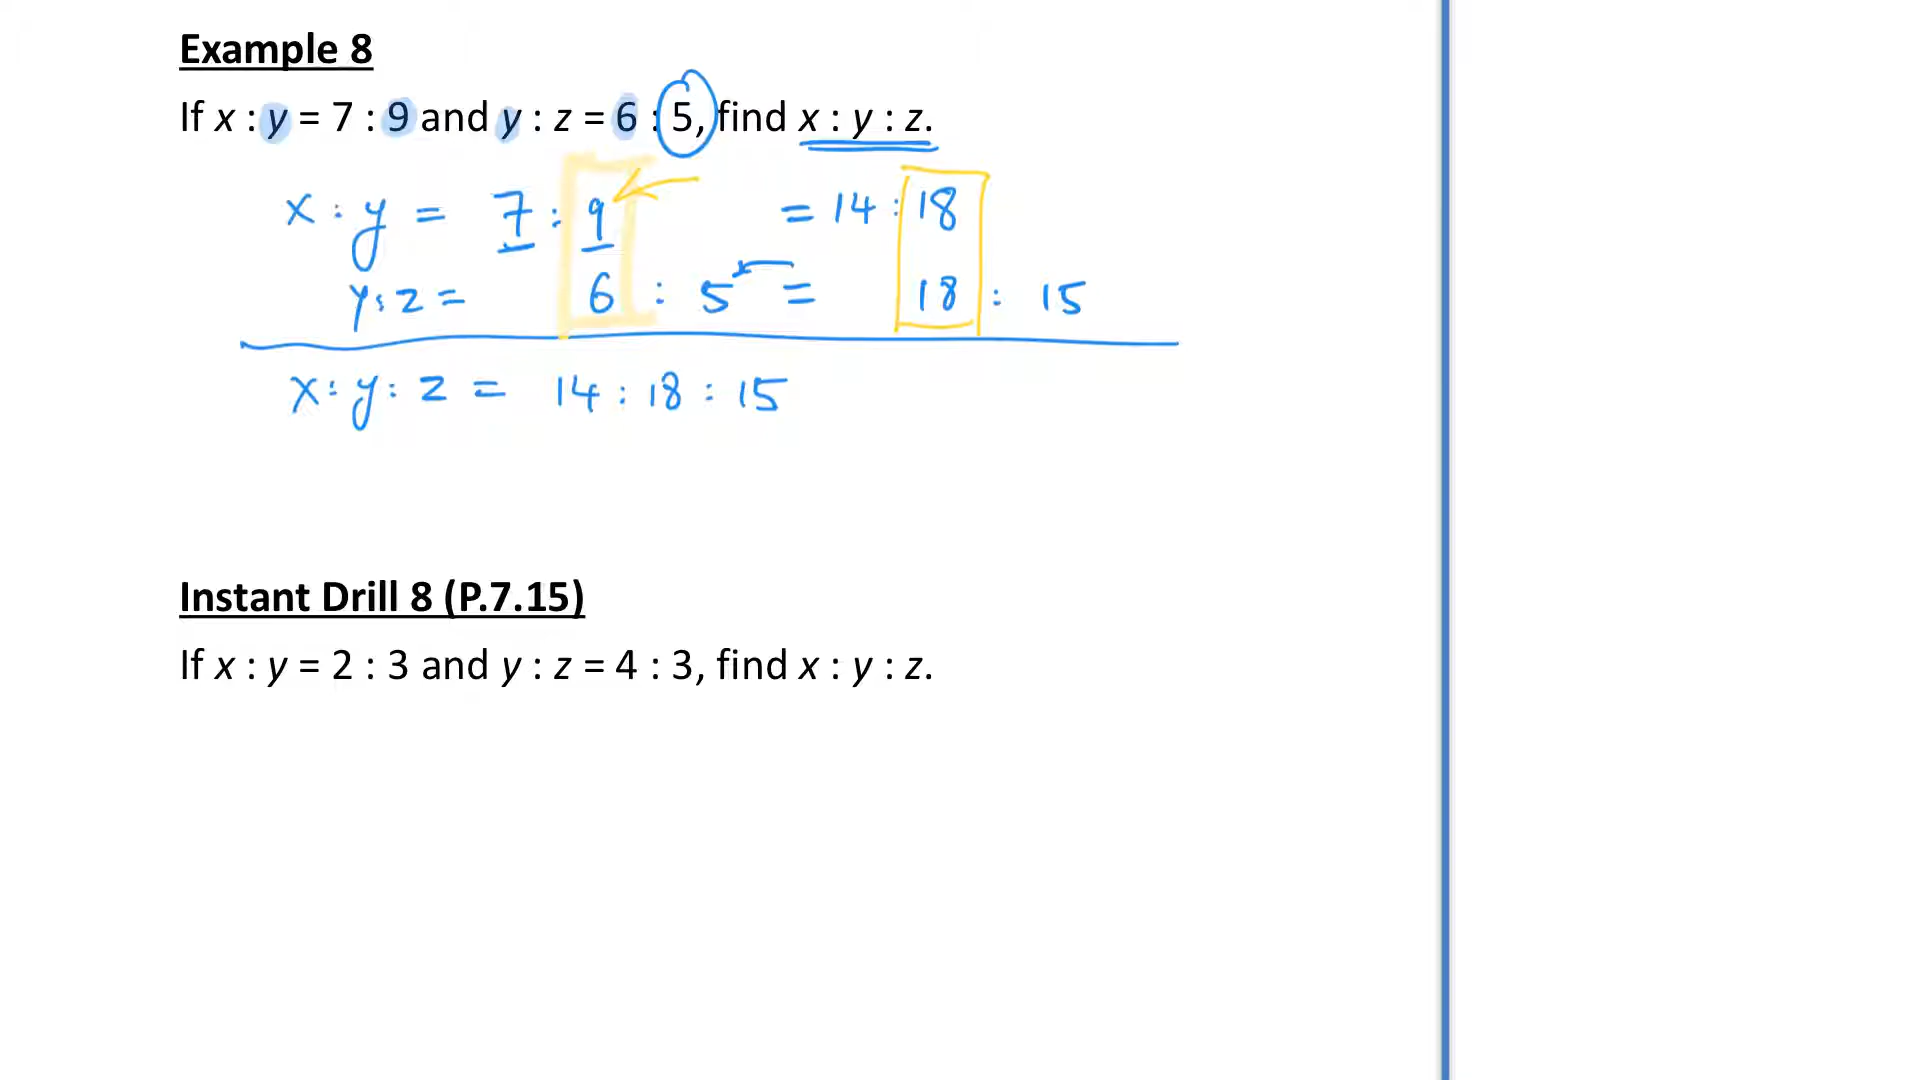 Example 8
If x : y = 7 : 9 and y : z = 6 : 5, find x : y : z.
x : y = 7 : 9 = 14 : 18
y : z = 6 : 5 = 18 : 15
x : y : z = 14 : 18 : 15
Instant Drill 8 (P.7.15)
If x : y = 2 : 3 and y : z = 4 : 3, find x : y : z.